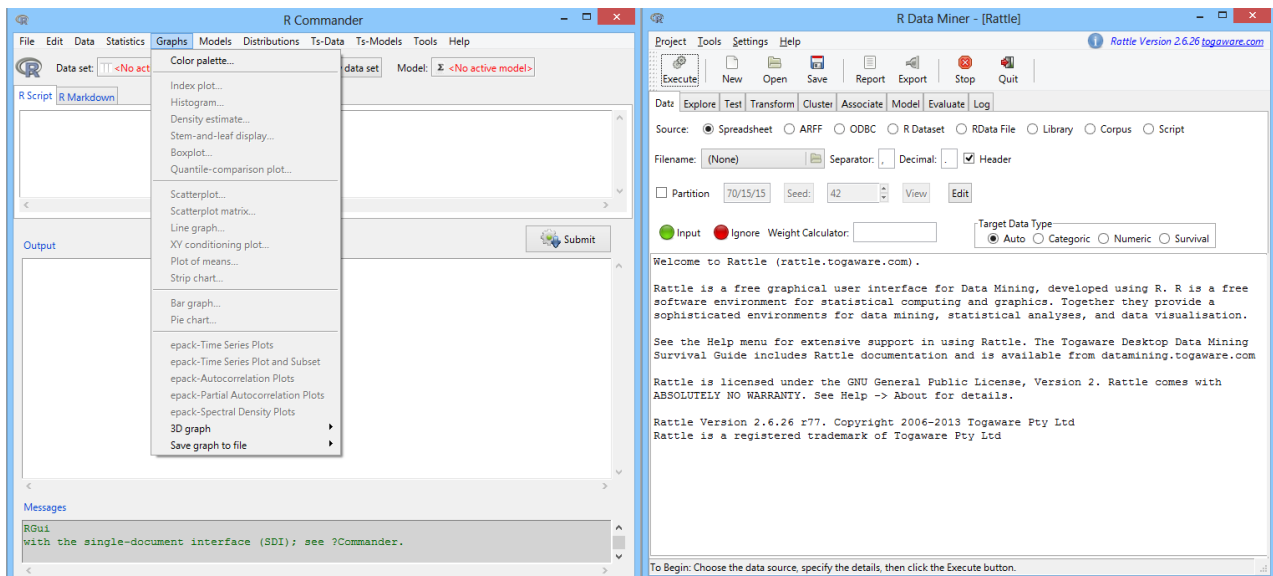 R Commander
File Edit Data Statistics Graphs Models Distributions Ts-Data Ts-Models Tools Help
Data set: <No act
data set Model: Σ <No active model>
R Script R Markdown
Color palette...
Index plot...
Histogram...
Density estimate...
Stem-and-leaf display...
Boxplot...
Quantile-comparison plot...
Scatterplot...
Scatterplot matrix...
Line graph...
XY conditioning plot...
Plot of means...
Strip chart...
Bar graph...
Pie chart...
epack-Time Series Plots
epack-Time Series Plot and Subset
epack-Autocorrelation Plots
epack-Partial Autocorrelation Plots
epack-Spectral Density Plots
3D graph
Save graph to file
Output
Submit
Messages
RGui
with the single-document interface (SDI); see ?Commander.
R Data Miner - [Rattle]
Project Tools Settings Help
Rattle Version 2.6.26 togaware.com
Execute New Open Save Report Export Stop Quit
Data Explore Test Transform Cluster Associate Model Evaluate Log
Source: Spreadsheet ARFF ODBC R Dataset RData File Library Corpus Script
Filename: (None) Separator: , Decimal: . Header
Partition 70/15/15 Seed: 42 View Edit
Input Ignore Weight Calculator:
Target Data Type
Auto Categoric Numeric Survival
Welcome to Rattle (rattle.togaware.com).
Rattle is a free graphical user interface for Data Mining, developed using R. R is a free
software environment for statistical computing and graphics. Together they provide a
sophisticated environments for data mining, statistical analyses, and data visualisation.
See the Help menu for extensive support in using Rattle. The Togaware Desktop Data Mining
Survival Guide includes Rattle documentation and is available from datamining.togaware.com
Rattle is licensed under the GNU General Public License, Version 2. Rattle comes with
ABSOLUTELY NO WARRANTY. See Help -> About for details.
Rattle Version 2.6.26 r77. Copyright 2006-2013 Togaware Pty Ltd
Rattle is a registered trademark of Togaware Pty Ltd
To Begin: Choose the data source, specify the details, then click the Execute button.